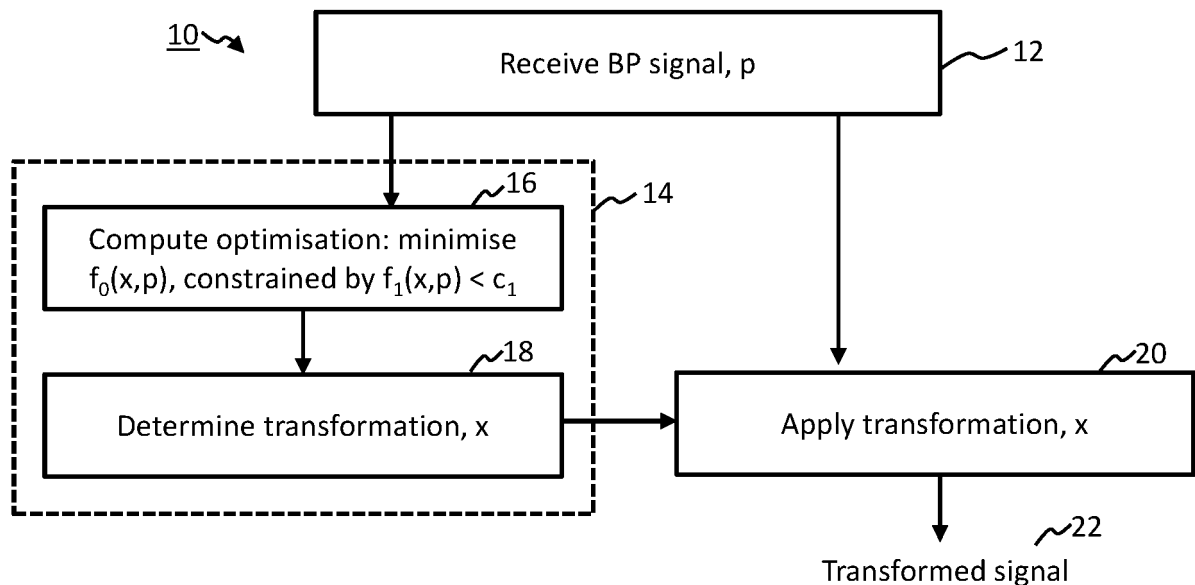 10
Receive BP signal, p
12
16
14
Compute optimisation: minimise
f₀(x,p), constrained by f₁(x,p) < c₁
18
20
Determine transformation, x
Apply transformation, x
22
Transformed signal